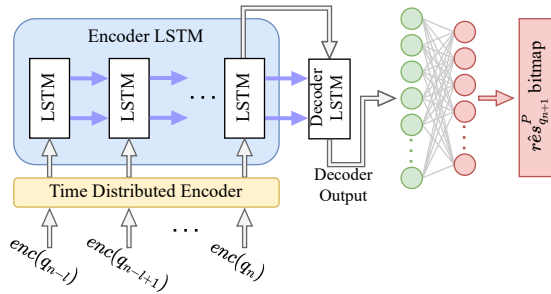 Encoder LSTM
LSTM
LSTM
...
LSTM
Decoder
LSTM
Time Distributed Encoder
Decoder
Output
enc(q_{n-l})
enc(q_{n-l+1})
...
enc(q_n)
r\hat{e}s^P_{q_{n+1}} bitmap